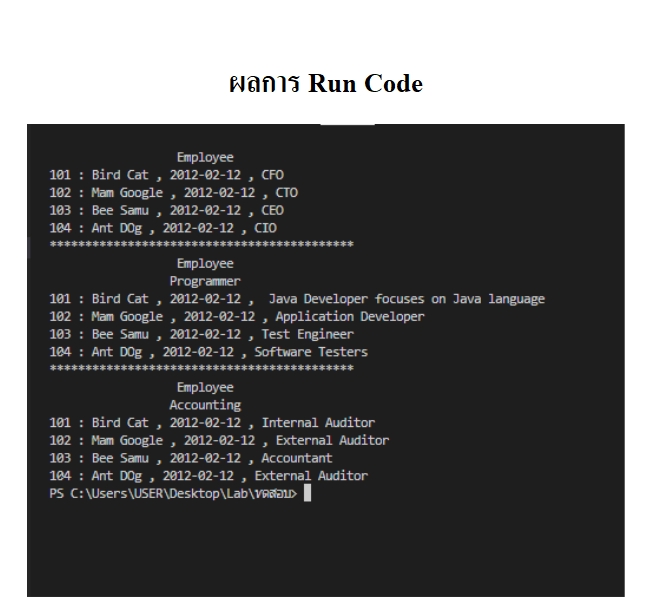 ผลการ Run Code
Employee
101 : Bird Cat , 2012-02-12 , CFO
102 : Mam Google , 2012-02-12 , CTO
103 : Bee Samu , 2012-02-12 , CEO
104 : Ant DOg , 2012-02-12 , CIO
*******************************************
Employee
Programmer
101 : Bird Cat , 2012-02-12 ,  Java Developer focuses on Java language
102 : Mam Google , 2012-02-12 , Application Developer
103 : Bee Samu , 2012-02-12 , Test Engineer
104 : Ant DOg , 2012-02-12 , Software Testers
*******************************************
Employee
Accounting
101 : Bird Cat , 2012-02-12 , Internal Auditor
102 : Mam Google , 2012-02-12 , External Auditor
103 : Bee Samu , 2012-02-12 , Accountant
104 : Ant DOg , 2012-02-12 , External Auditor
PS C:\Users\USER\Desktop\Lab\ทดสอบ>